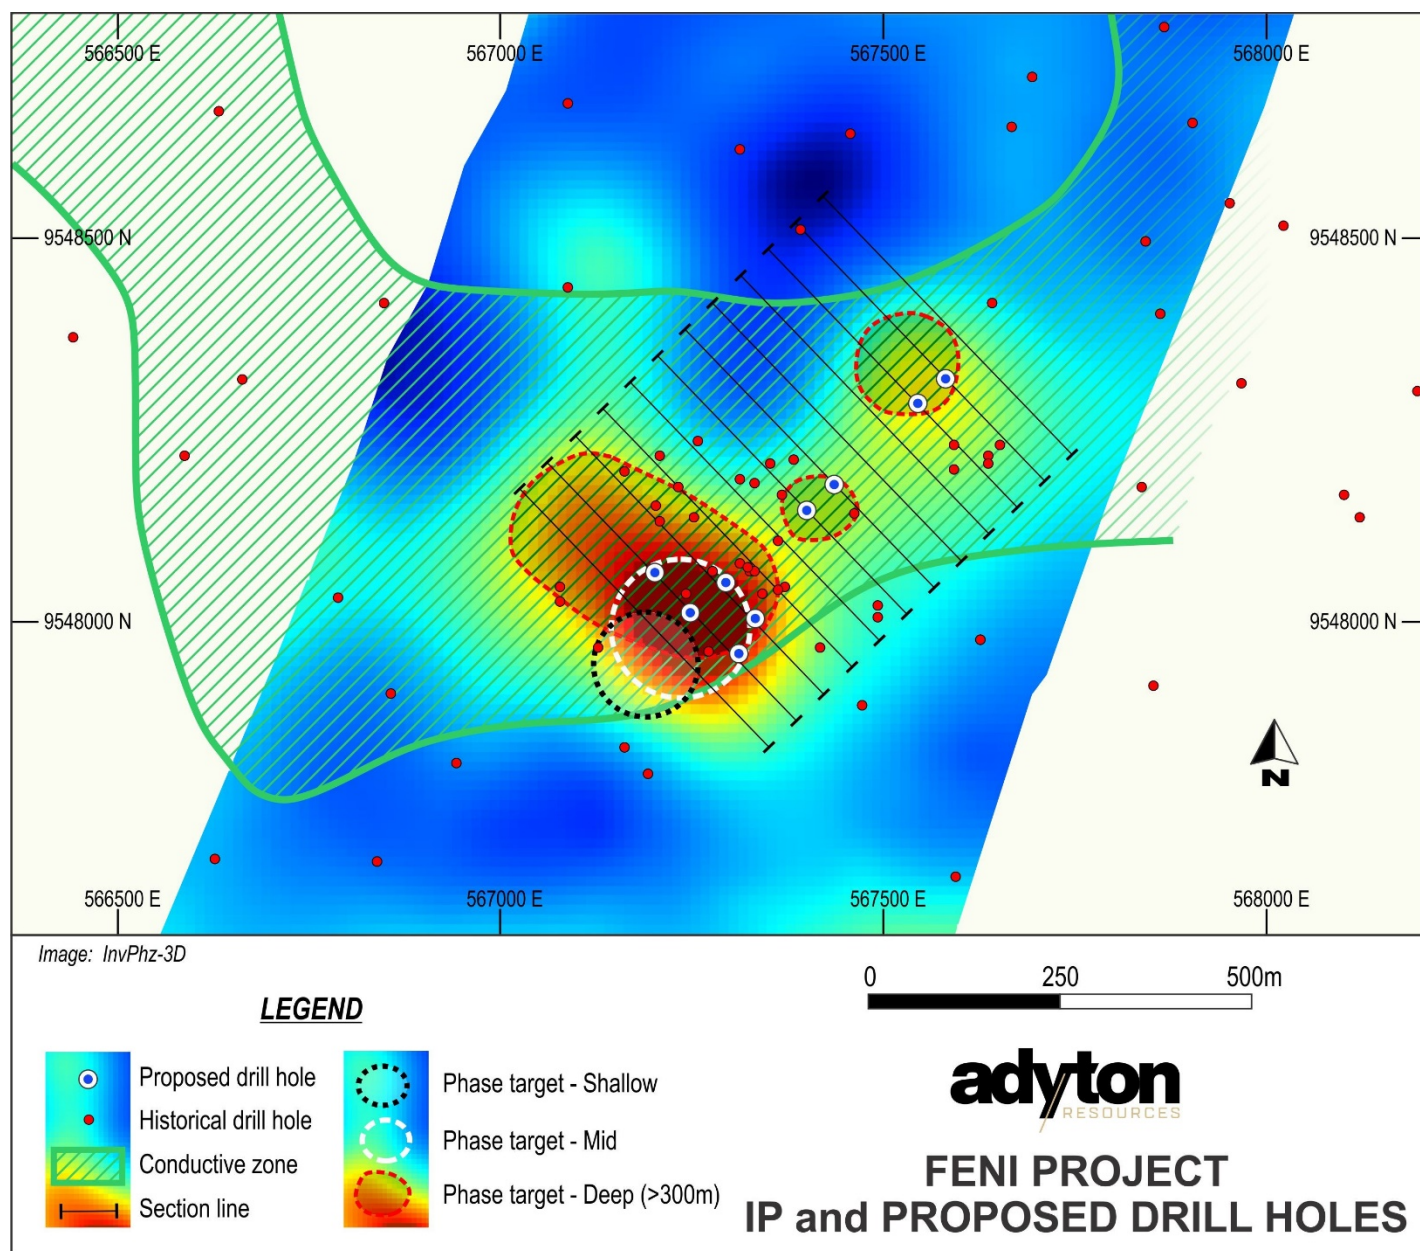 566500 E 567000 E 567500 E 568000 E
9548500 N 9548500 N
9548000 N 9548000 N
N
566500 E 567000 E 567500 E 568000 E
Image: InvPhz-3D
0 250 500m
LEGEND
Proposed drill hole
Historical drill hole
Conductive zone
Section line
Phase target - Shallow
Phase target - Mid
Phase target - Deep (>300m)
adyton
RESOURCES
FENI PROJECT
IP and PROPOSED DRILL HOLES